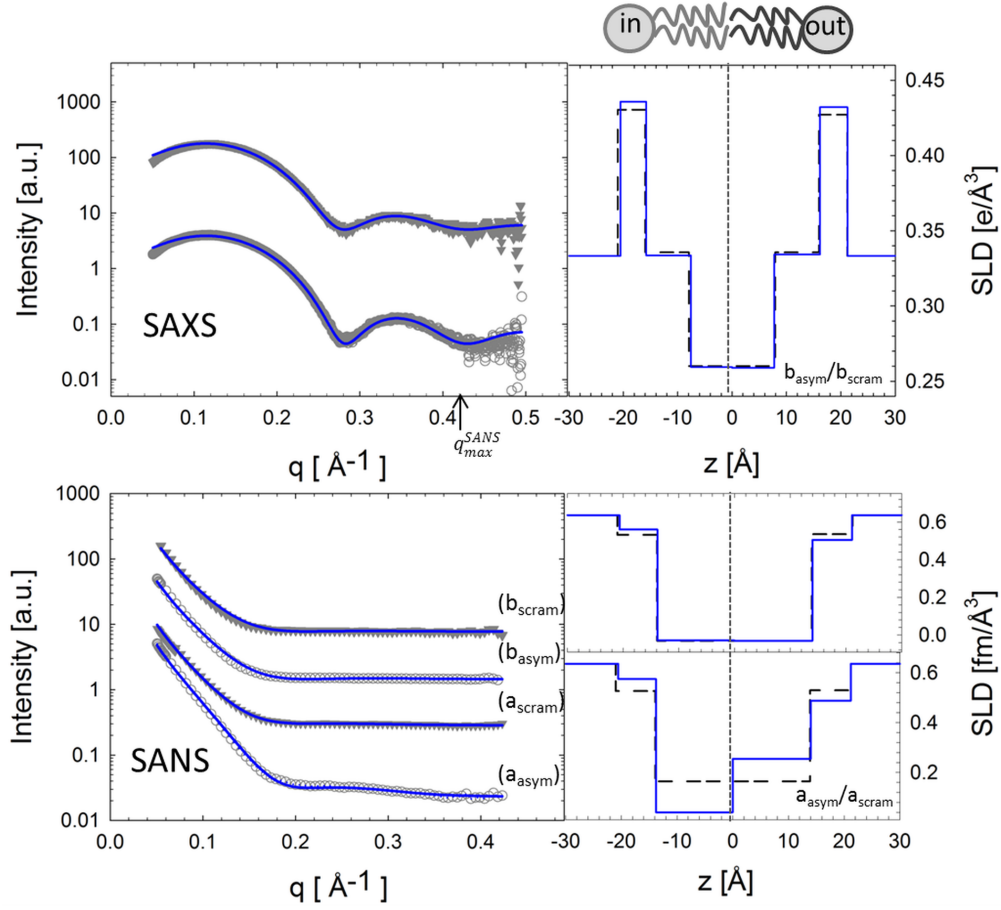 in out
1000
100
10
1
0.1
0.01
Intensity [a.u.]
SAXS
0.0 0.1 0.2 0.3 0.4 0.5
q_max^SANS
q [ Å-1 ]
0.45
0.40
0.35
0.30
0.25
SLD [e/Å3]
b_asym/b_scram
-30 -20 -10 0 10 20 30
z [Å]
1000
100
10
1
0.1
0.01
Intensity [a.u.]
(b_scram)
(b_asym)
(a_scram)
(a_asym)
SANS
0.0 0.1 0.2 0.3 0.4
q [ Å-1 ]
0.6
0.4
0.2
0.0
0.6
0.4
0.2
SLD [fm/Å3]
a_asym/a_scram
-30 -20 -10 0 10 20 30
z [Å]